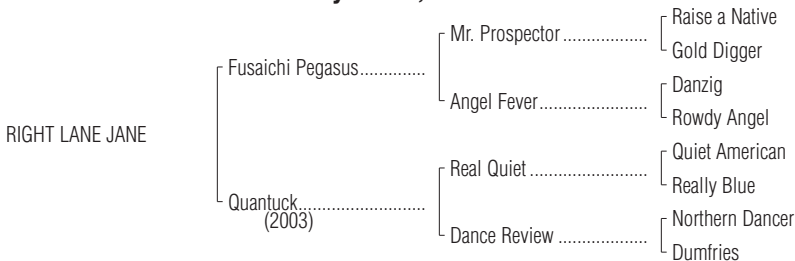 Raise a Native
Mr. Prospector
Gold Digger
Fusaichi Pegasus
Danzig
Angel Fever
Rowdy Angel
RIGHT LANE JANE
Quiet American
Real Quiet
Really Blue
Quantuck
(2003)
Northern Dancer
Dance Review
Dumfries